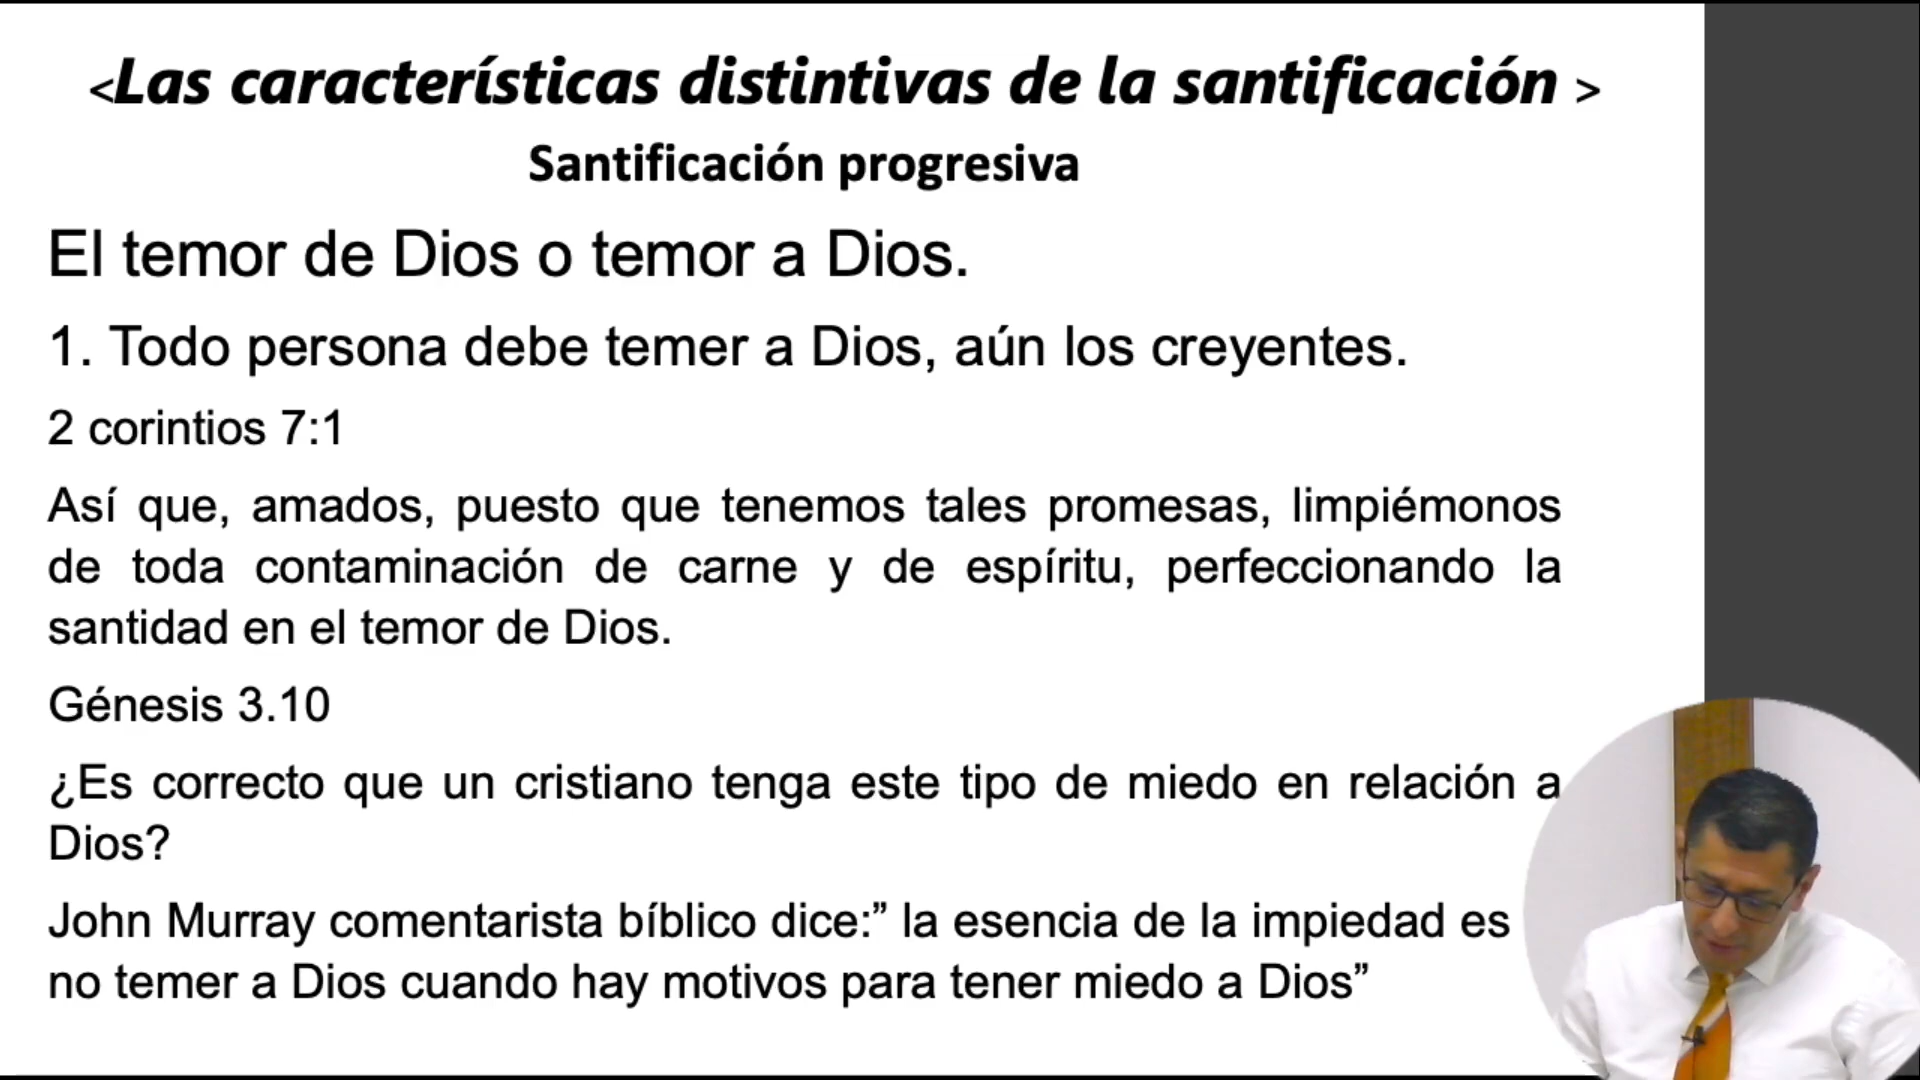 <Las características distintivas de la santificación >
Santificación progresiva
El temor de Dios o temor a Dios.
1. Todo persona debe temer a Dios, aún los creyentes.
2 corintios 7:1
Así que, amados, puesto que tenemos tales promesas, limpiémonos
de toda contaminación de carne y de espíritu, perfeccionando la
santidad en el temor de Dios.
Génesis 3.10
¿Es correcto que un cristiano tenga este tipo de miedo en relación a
Dios?
John Murray comentarista bíblico dice:” la esencia de la impiedad es
no temer a Dios cuando hay motivos para tener miedo a Dios”